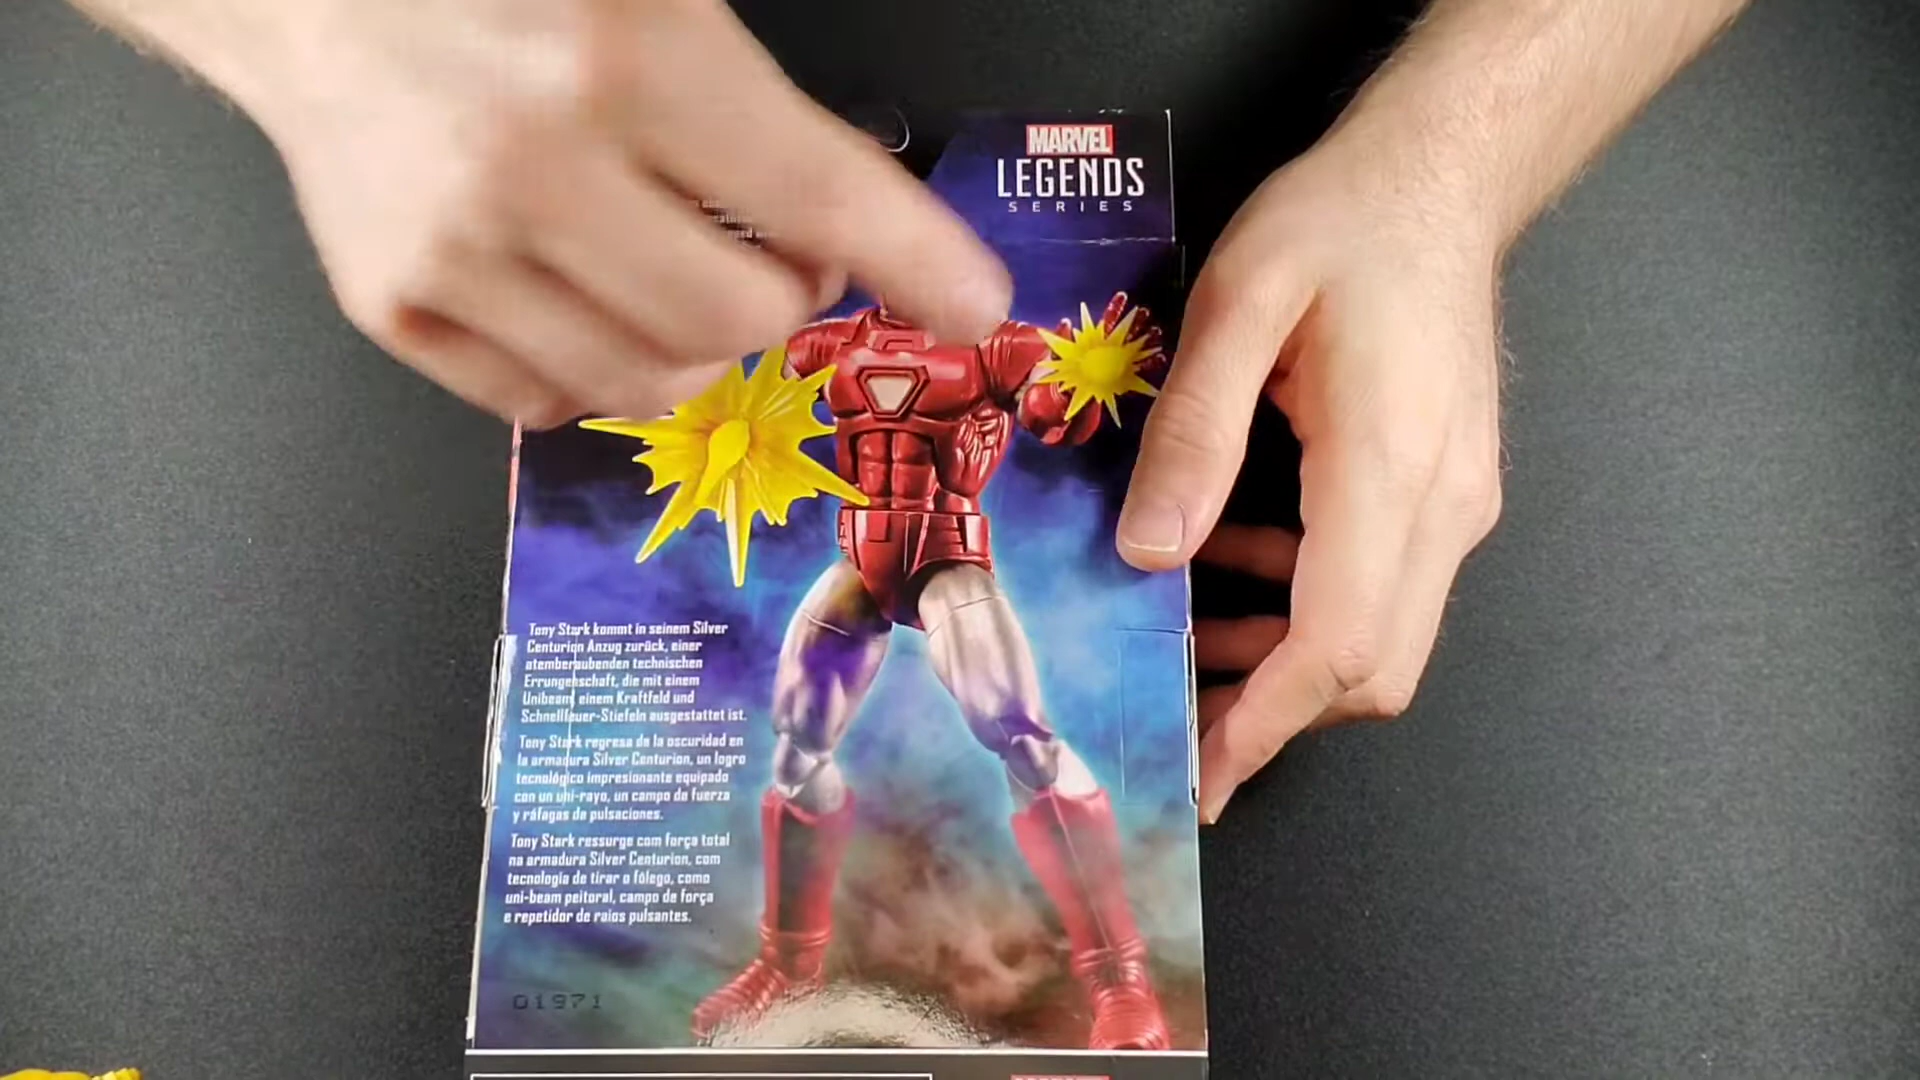 MARVEL
LEGENDS
SERIES
Tony Stark kommt in seinem Silver
Centurion Anzug zurück, einer
atemberaubenden technischen
Errungenschaft, die mit einem
Unibeam, einem Kraftfeld und
Schnellfeuer-Stiefeln ausgestattet ist.
Tony Stark regresa de la oscuridad en
la armadura Silver Centurion, un logro
tecnológico impresionante equipado
con un uni-rayo, un campo de fuerza
y ráfagas de pulsaciones.
Tony Stark ressurge com força total
na armadura Silver Centurion, com
tecnologia de tirar o fôlego, como
uni-beam peitoral, campo de força
e repetidor de raios pulsantes.
01971